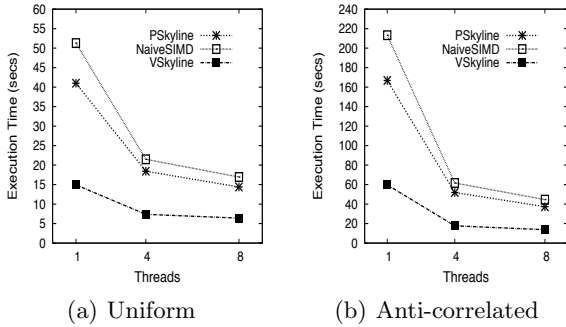 60
55
50
45
40
35
30
25
20
15
10
5
0
Execution Time (secs)
PSkyline
NaiveSIMD
VSkyline
1 4 8
Threads
(a) Uniform
240
220
200
180
160
140
120
100
80
60
40
20
0
Execution Time (secs)
PSkyline
NaiveSIMD
VSkyline
1 4 8
Threads
(b) Anti-correlated